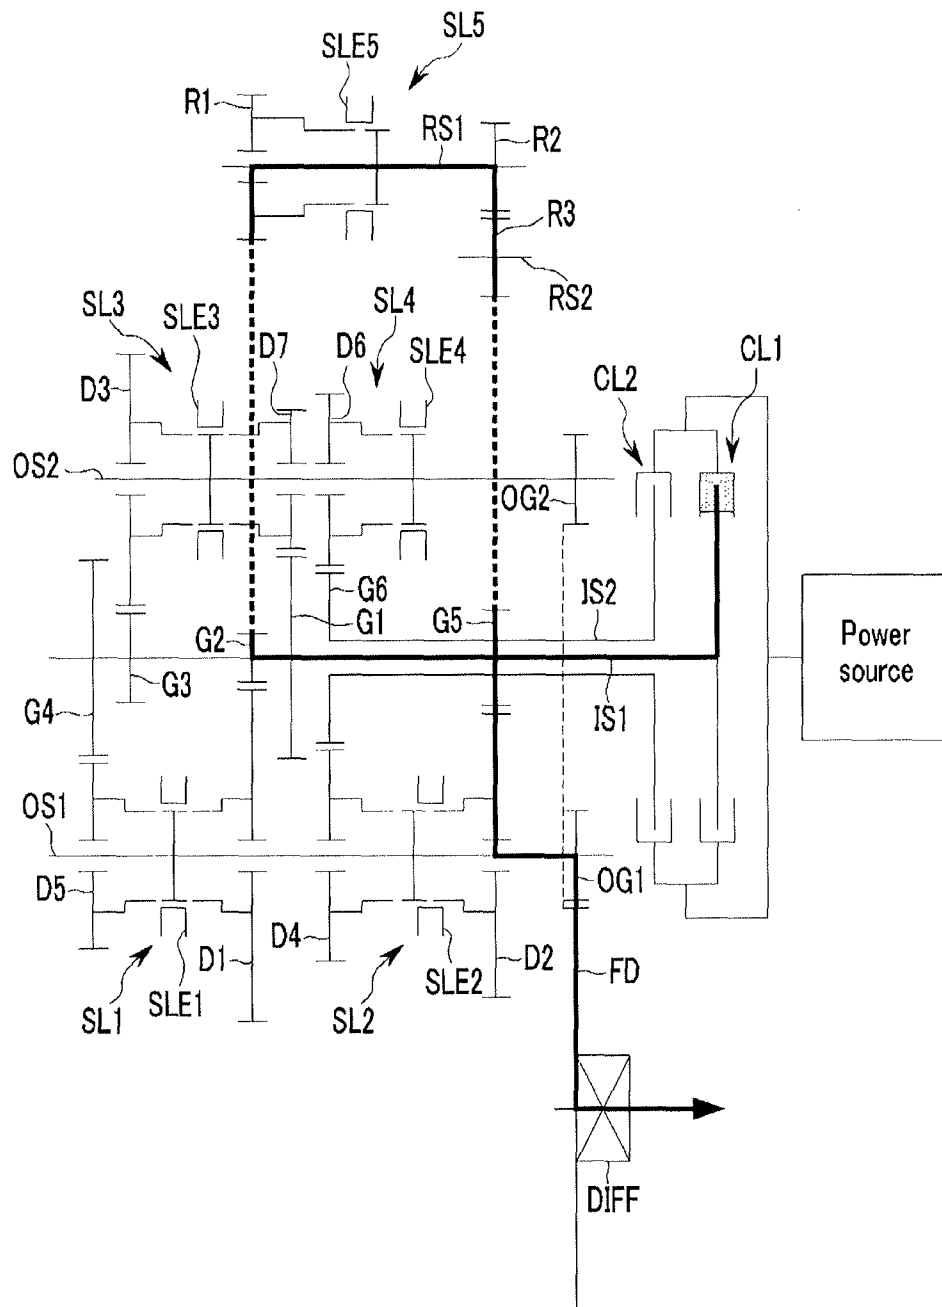 SL5
SLE5
R1
RS1
R2
R3
RS2
SL3
SLE3
SL4
D7
D6
SLE4
CL1
CL2
D3
OS2
OG2
G6
G1
IS2
G5
G2
Power
source
G3
G4
IS1
OS1
D5
OG1
D4
D1
SLE2
D2
FD
SL1
SLE1
SL2
DIFF